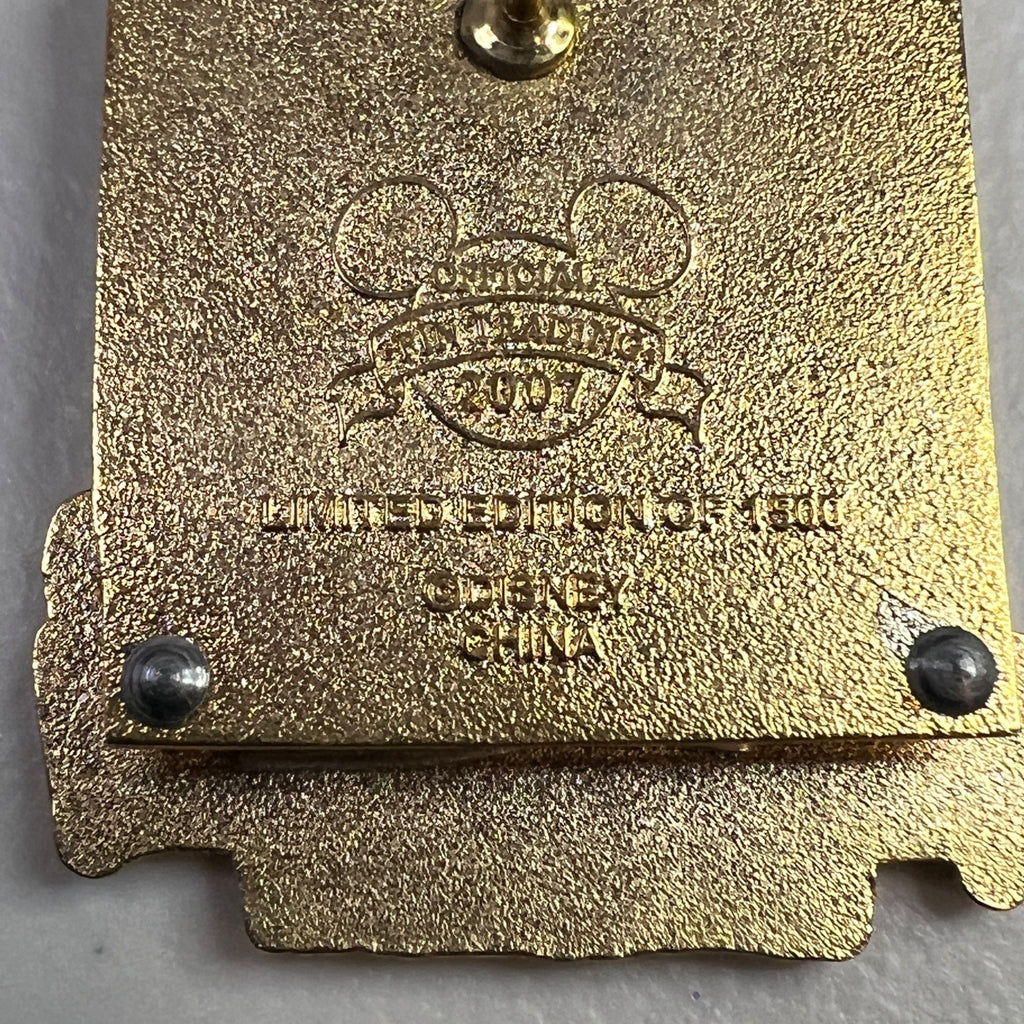 OFFICIAL
PIN TRADING
2007
LIMITED EDITION OF 1500
©DISNEY
CHINA